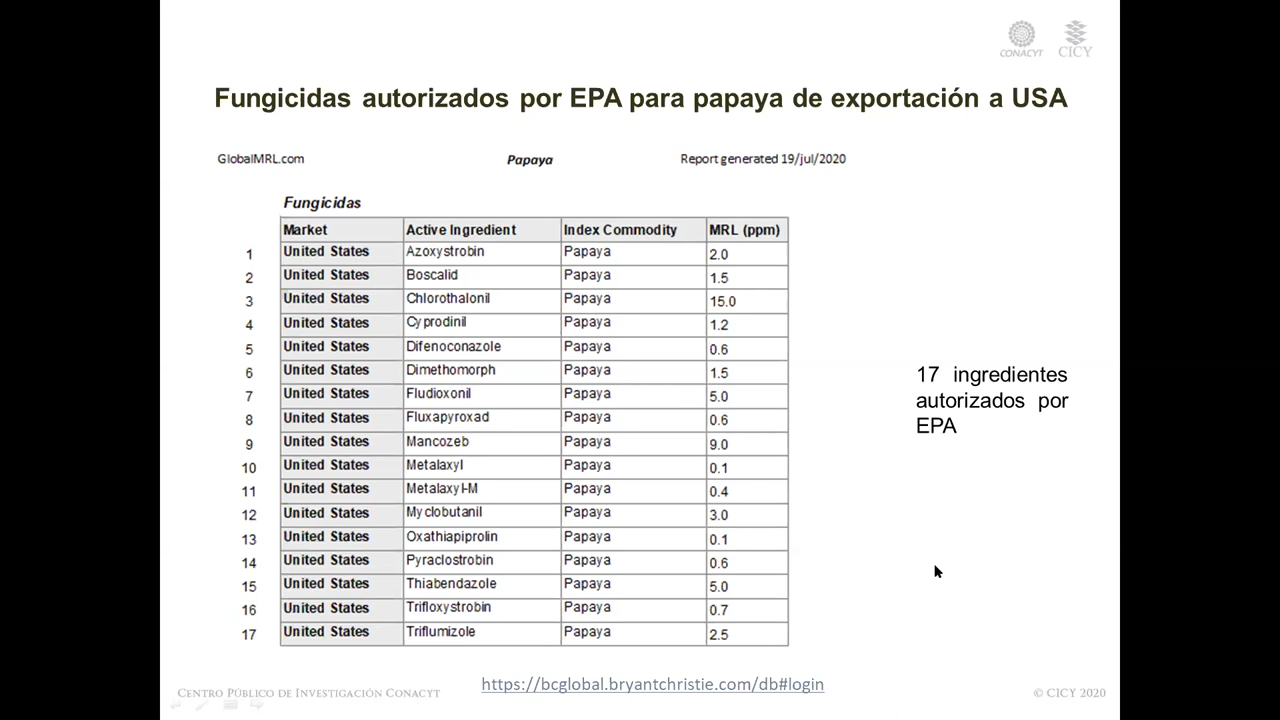 CONACYT CICY
Fungicidas autorizados por EPA para papaya de exportación a USA
GlobalMRL.com Papaya Report generated 19/jul/2020
Fungicidas
Market Active Ingredient Index Commodity MRL (ppm)
1 United States Azoxystrobin Papaya 2.0
2 United States Boscalid Papaya 1.5
3 United States Chlorothalonil Papaya 15.0
4 United States Cyprodinil Papaya 1.2
5 United States Difenoconazole Papaya 0.6
6 United States Dimethomorph Papaya 1.5
7 United States Fludioxonil Papaya 5.0
8 United States Fluxapyroxad Papaya 0.6
9 United States Mancozeb Papaya 9.0
10 United States Metalaxyl Papaya 0.1
11 United States Metalaxyl-M Papaya 0.4
12 United States Myclobutanil Papaya 3.0
13 United States Oxathiapiprolin Papaya 0.1
14 United States Pyraclostrobin Papaya 0.6
15 United States Thiabendazole Papaya 5.0
16 United States Trifloxystrobin Papaya 0.7
17 United States Triflumizole Papaya 2.5
17 ingredientes
autorizados por
EPA
https://bcglobal.bryantchristie.com/db#login
CENTRO PÚBLICO DE INVESTIGACIÓN CONACYT
© CICY 2020